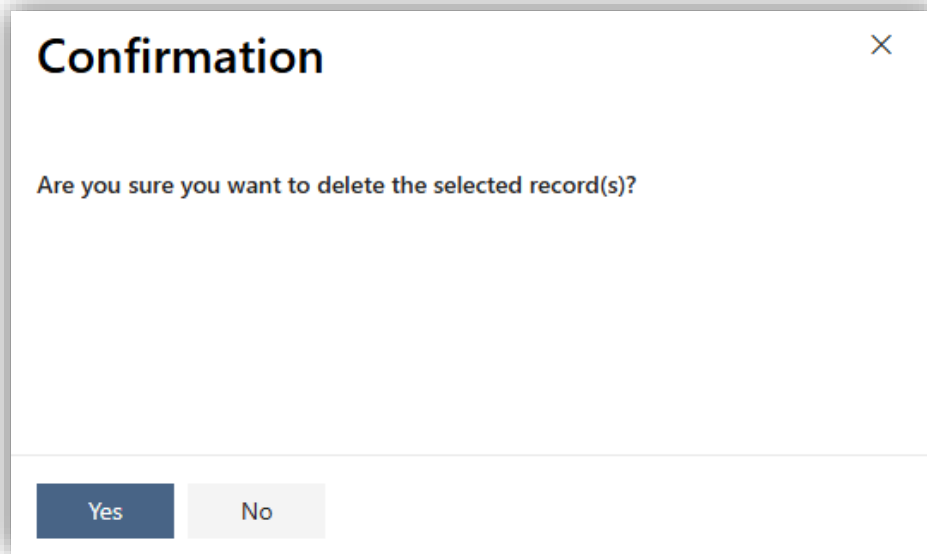 Confirmation
Are you sure you want to delete the selected record(s)?
Yes
No